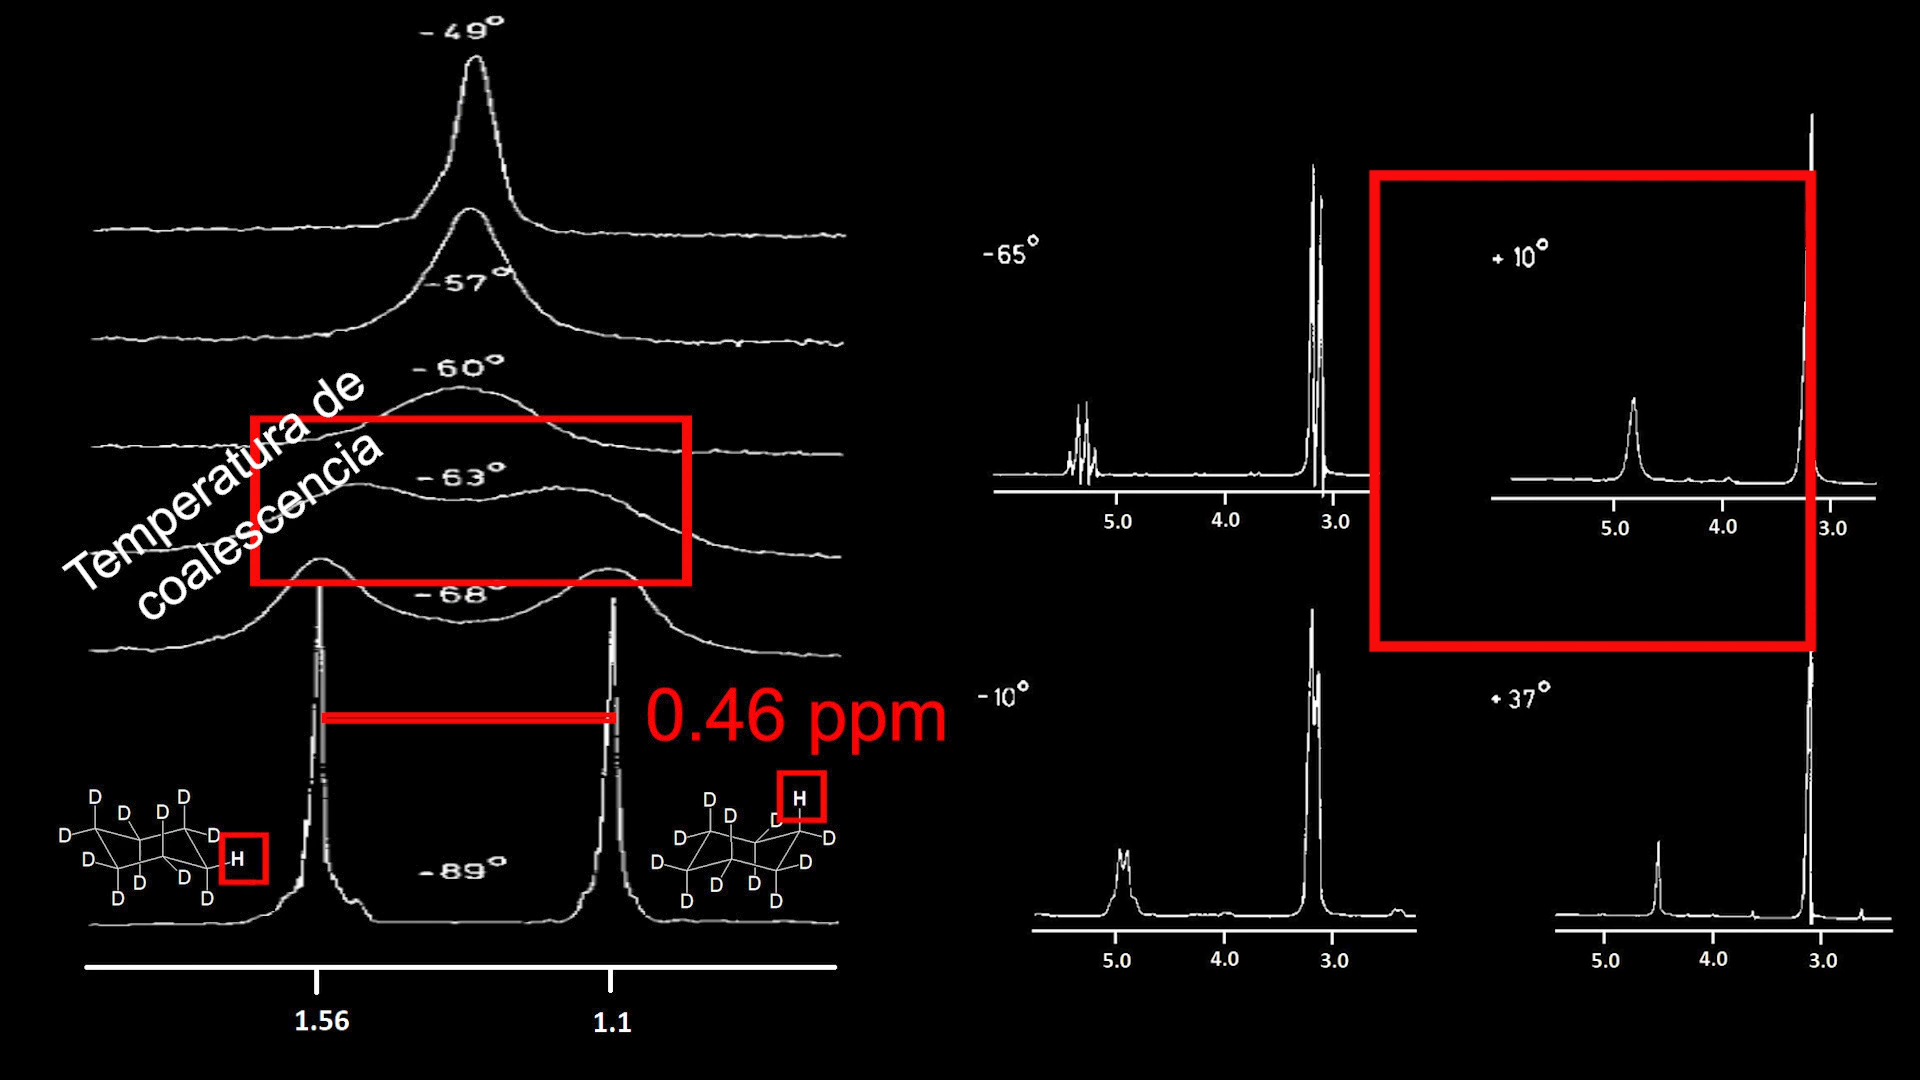 -49°
-57°
-60°
Temperatura de
coalescencia
-63°
-68°
0.46 ppm
-89°
D D D D D D H D D D D D
D D D H D D D D D D D D
1.56 1.1
-65°
5.0 4.0 3.0
+ 10°
5.0 4.0 3.0
-10°
5.0 4.0 3.0
+ 37°
5.0 4.0 3.0